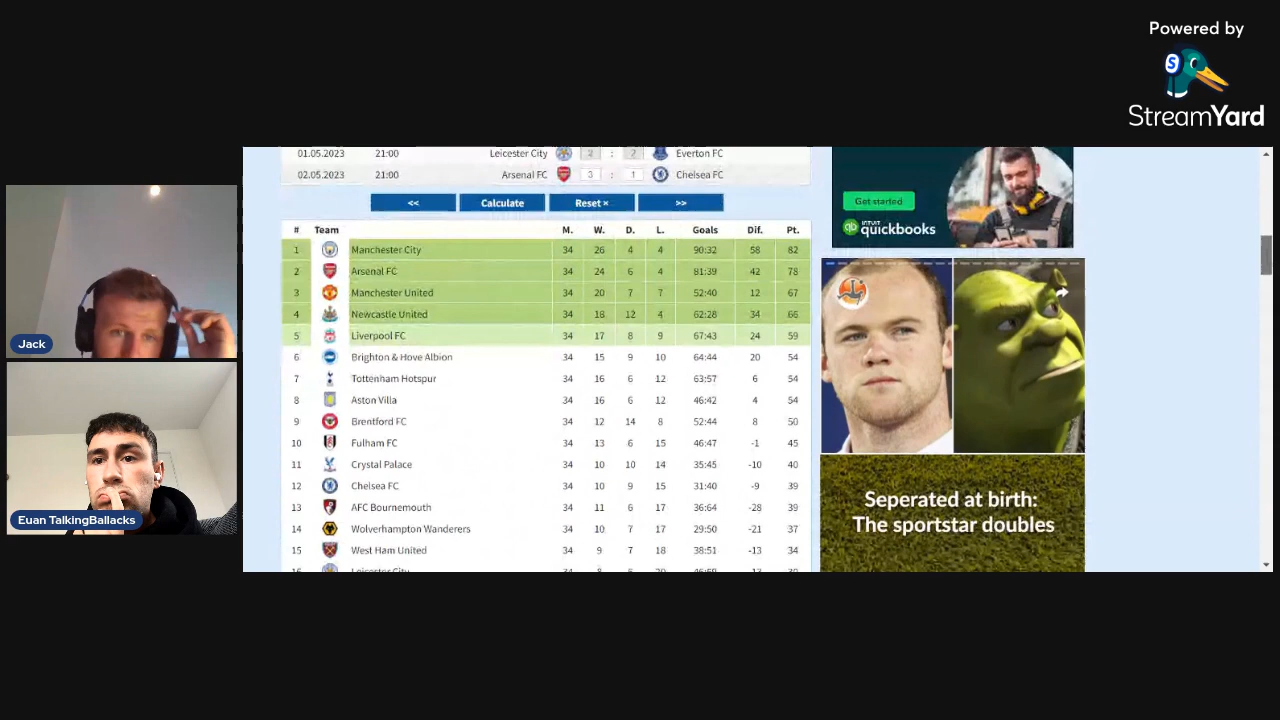 Powered by
StreamYard
01.05.2023 21:00 Leicester City 2 : 2 Everton FC
02.05.2023 21:00 Arsenal FC 3 : 1 Chelsea FC
<< Calculate Reset × >>
# Team M. W. D. L. Goals Dif. Pt.
1 Manchester City 34 26 4 4 90:32 58 82
2 Arsenal FC 34 24 6 4 81:39 42 78
3 Manchester United 34 20 7 7 52:40 12 67
4 Newcastle United 34 18 12 4 62:28 34 66
5 Liverpool FC 34 17 8 9 67:43 24 59
6 Brighton & Hove Albion 34 15 9 10 64:44 20 54
7 Tottenham Hotspur 34 16 6 12 63:57 6 54
8 Aston Villa 34 16 6 12 46:42 4 54
9 Brentford FC 34 12 14 8 52:44 8 50
10 Fulham FC 34 13 6 15 46:47 -1 45
11 Crystal Palace 34 10 10 14 35:45 -10 40
12 Chelsea FC 34 10 9 15 31:40 -9 39
13 AFC Bournemouth 34 11 6 17 36:64 -28 39
14 Wolverhampton Wanderers 34 10 7 17 29:50 -21 37
15 West Ham United 34 9 7 18 38:51 -13 34
16 Leicester City 34
Get started
INTUIT
quickbooks
Seperated at birth:
The sportstar doubles
Jack
Euan TalkingBallacks